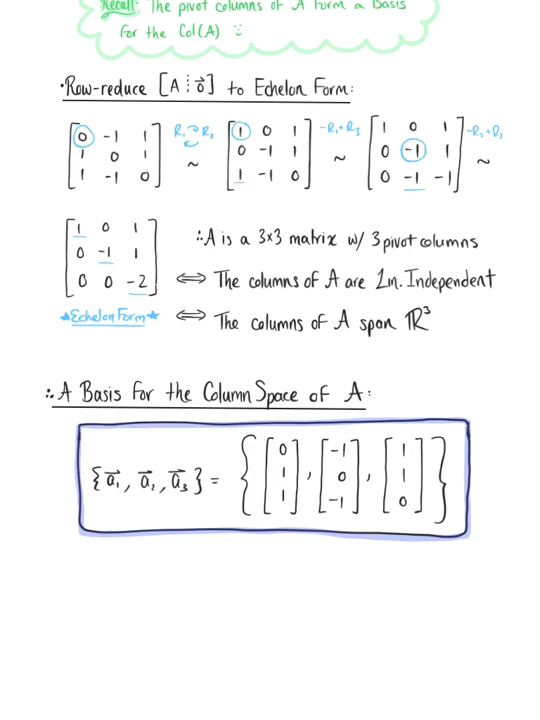 Recall: The pivot columns of A form a Basis
for the Col(A) :)
•Row-reduce [A ⋮ 0⃗] to Echelon Form:
[0 -1 1] R₁↔R₂ [1 0 1] -R₁+R₃ [1 0 1] -R₂+R₃
[1 0 1] ~ [0 -1 1] ~ [0 -1 1] ~
[1 -1 0] [1 -1 0] [0 -1 -1]
[1 0 1] ∴A is a 3x3 matrix w/ 3 pivot columns
[0 -1 1]
[0 0 -2] ⟺ The columns of A are Lin. Independent
★Echelon Form★ ⟺ The columns of A span ℝ³
∴ A Basis for the Column Space of A:
{a⃗₁, a⃗₂, a⃗₃} = { [0 1 1], [-1 0 -1], [1 1 0] }